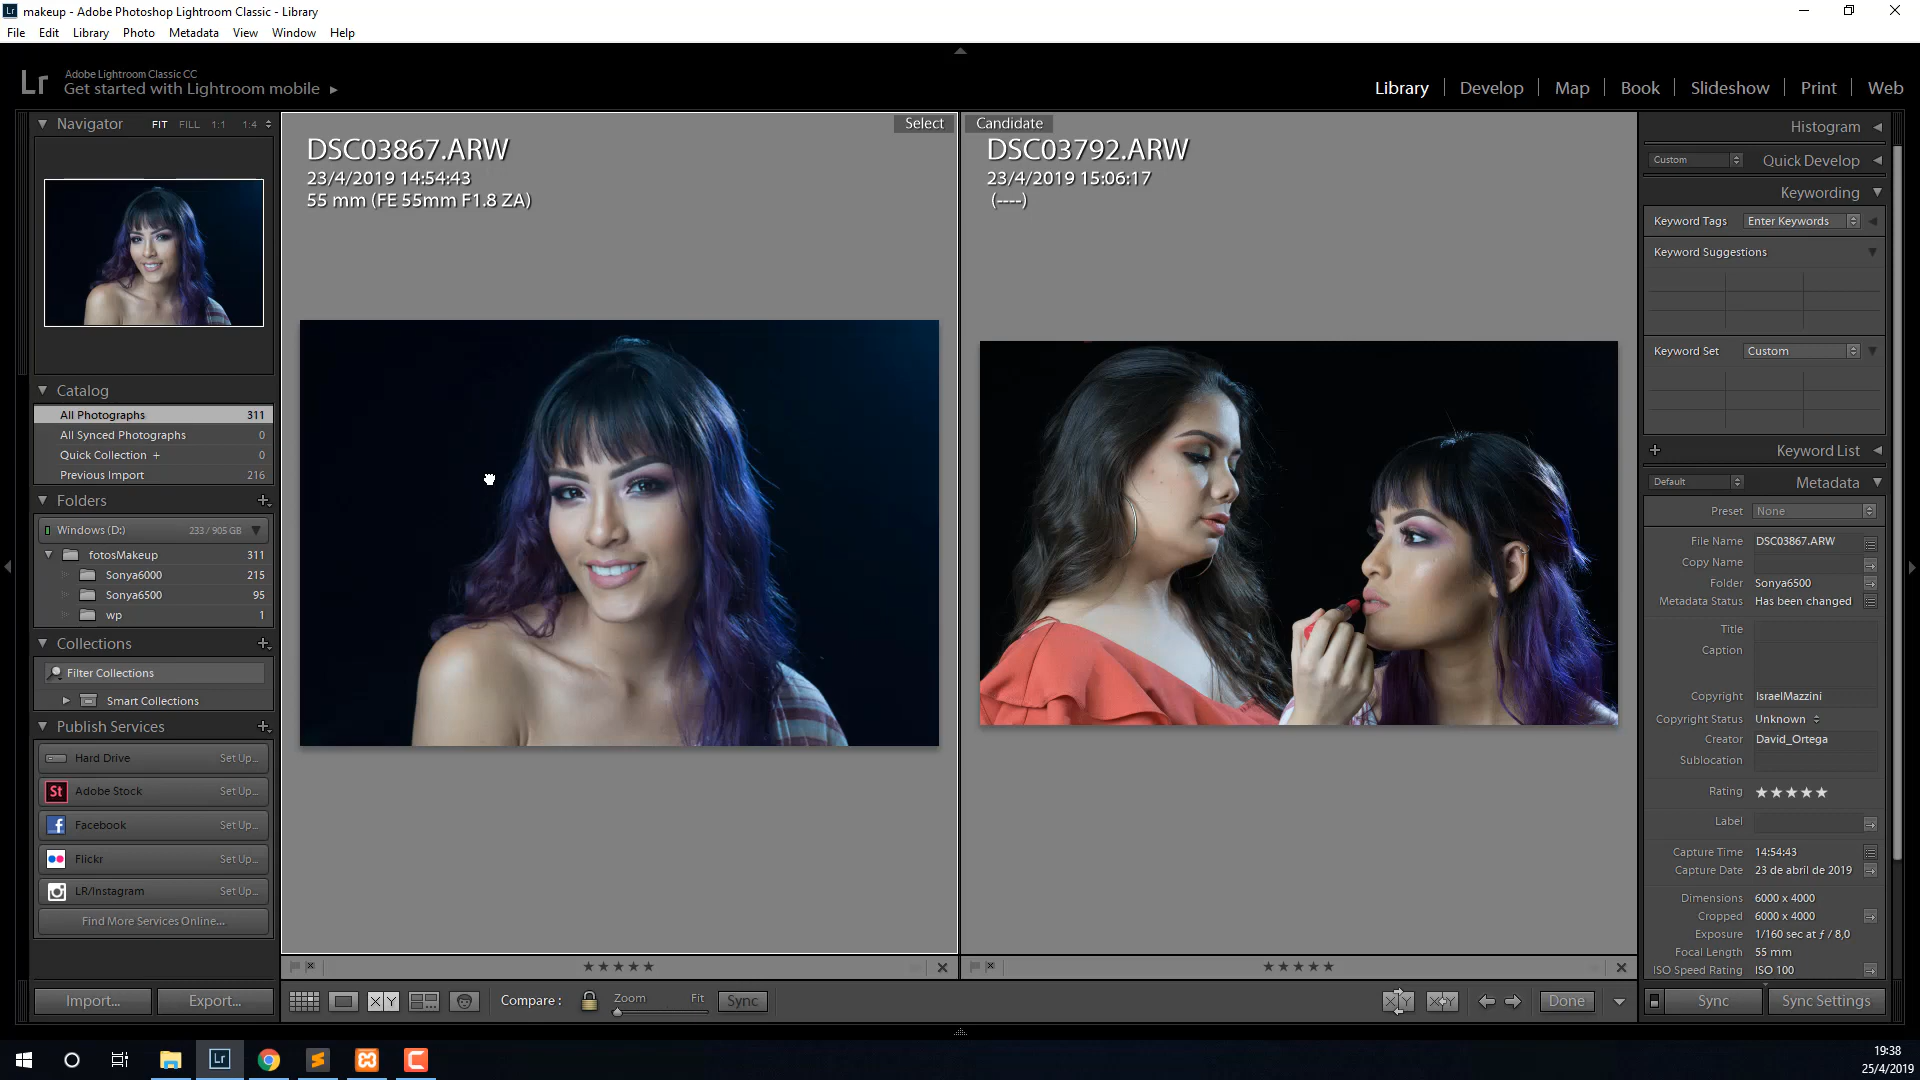 makeup - Adobe Photoshop Lightroom Classic - Library
File Edit Library Photo Metadata View Window Help
Lr
Adobe Lightroom Classic CC
Get started with Lightroom mobile
Library Develop Map Book Slideshow Print Web
Navigator FIT FILL 1:1 1:4
Catalog
All Photographs 311
All Synced Photographs 0
Quick Collection + 0
Previous Import 216
Folders
Windows (D:) 233 / 905 GB
fotosMakeup 311
Sonya6000 215
Sonya6500 95
wp 1
Collections
Filter Collections
Smart Collections
Publish Services
Hard Drive Set Up...
St Adobe Stock Set Up...
Facebook Set Up...
Flickr Set Up...
LR/Instagram Set Up...
Find More Services Online...
Import... Export...
Select
DSC03867.ARW
23/4/2019 14:54:43
55 mm (FE 55mm F1.8 ZA)
Candidate
DSC03792.ARW
23/4/2019 15:06:17
(----)
XY Compare : Zoom Fit Sync
Done
Histogram
Custom Quick Develop
Keywording
Keyword Tags Enter Keywords
Keyword Suggestions
Keyword Set Custom
+ Keyword List
Default Metadata
Preset None
File Name DSC03867.ARW
Copy Name
Folder Sonya6500
Metadata Status Has been changed
Title
Caption
Copyright IsraelMazzini
Copyright Status Unknown
Creator David_Ortega
Sublocation
Rating
Label
Capture Time 14:54:43
Capture Date 23 de abril de 2019
Dimensions 6000 x 4000
Cropped 6000 x 4000
Exposure 1/160 sec at ƒ / 8,0
Focal Length 55 mm
ISO Speed Rating ISO 100
Sync Sync Settings
Lr
19:38
25/4/2019